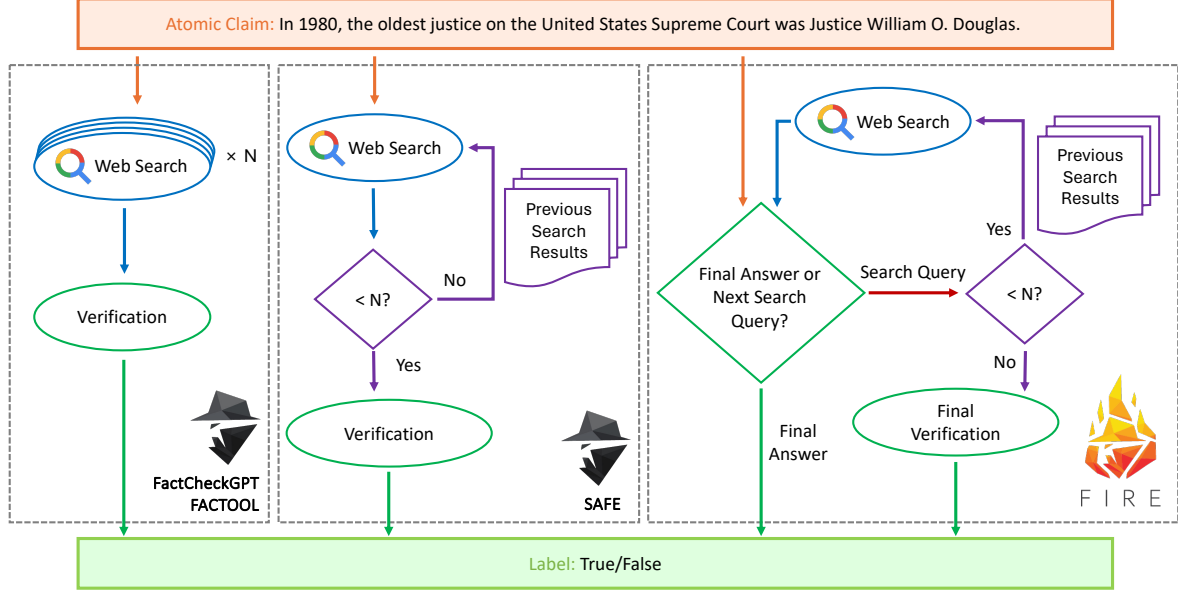 Atomic Claim: In 1980, the oldest justice on the United States Supreme Court was Justice William O. Douglas.
Web Search
× N
Verification
FactCheckGPT
FACTOOL
Web Search
Previous
Search
Results
No
< N?
Yes
Verification
SAFE
Web Search
Previous
Search
Results
Yes
Final Answer or
Next Search
Query?
Search Query
< N?
No
Final
Verification
Final
Answer
FIRE
Label: True/False